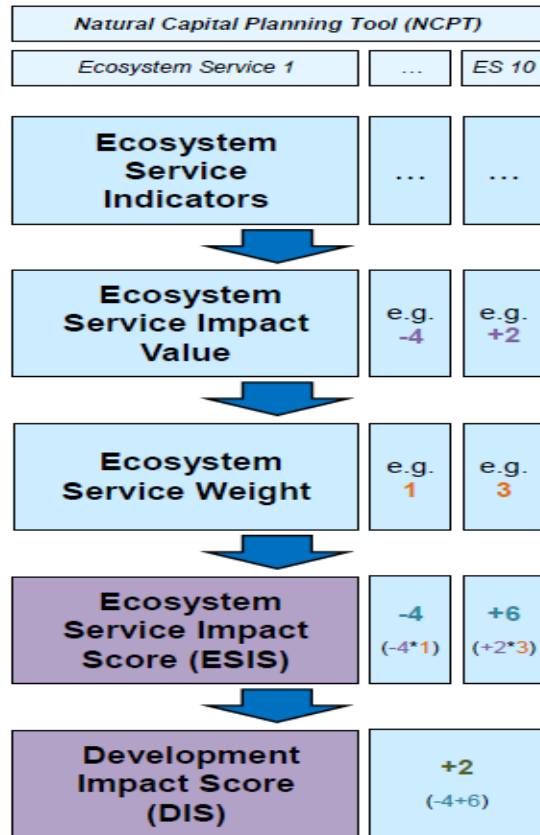 Natural Capital Planning Tool (NCPT)
Ecosystem Service 1
...
ES 10
Ecosystem
Service
Indicators
...
...
Ecosystem
Service Impact
Value
e.g.
-4
e.g.
+2
Ecosystem
Service Weight
e.g.
1
e.g.
3
Ecosystem
Service Impact
Score (ESIS)
-4
(-4*1)
+6
(+2*3)
Development
Impact Score
(DIS)
+2
(-4+6)